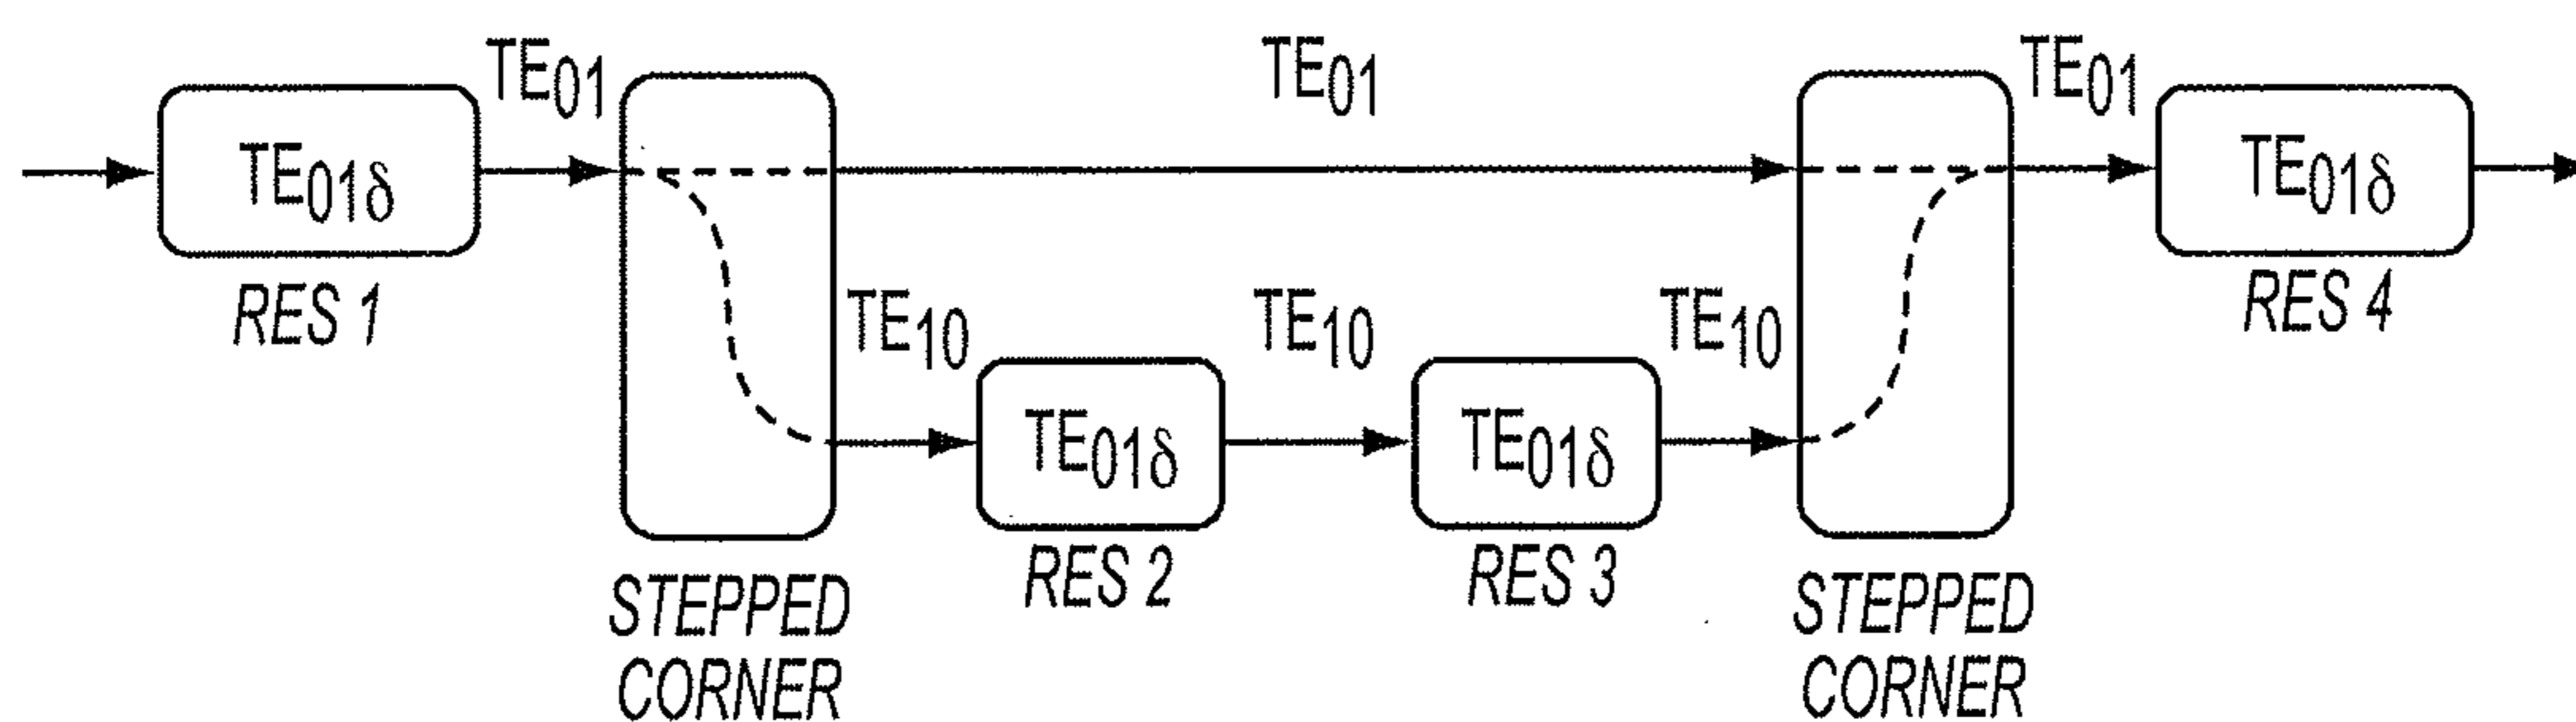 TE01
TE01
TE01
TE01δ
TE01δ
RES 1
RES 4
TE10
TE10
TE10
TE01δ
TE01δ
RES 2
RES 3
STEPPED
CORNER
STEPPED
CORNER